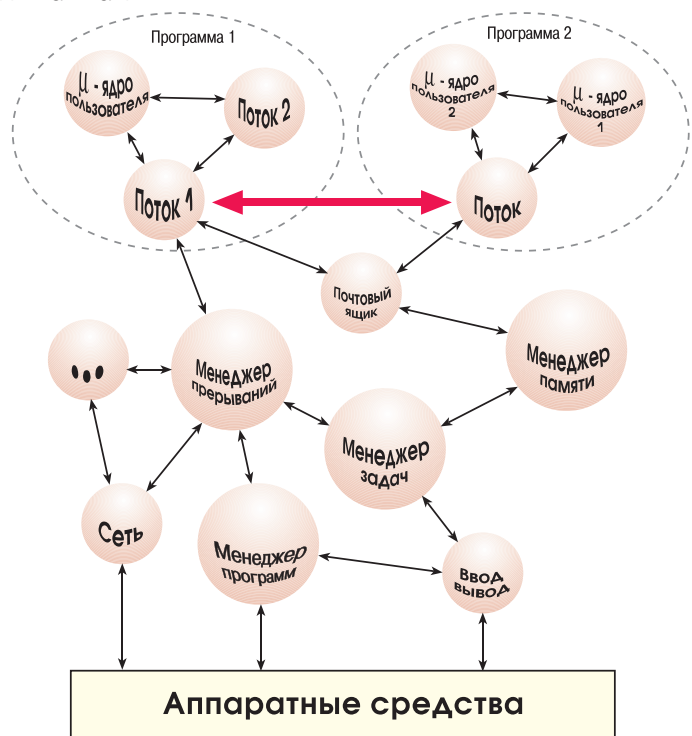 Программа 1
Программа 2
μ - ядро
пользователя
Поток 2
Поток 1
μ - ядро
пользователя
2
μ - ядро
пользователя
1
Поток
Почтовый
ящик
...
Менеджер
прерываний
Менеджер
памяти
Менеджер
задач
Сеть
Менеджер
программ
Ввод
вывод
Аппаратные средства